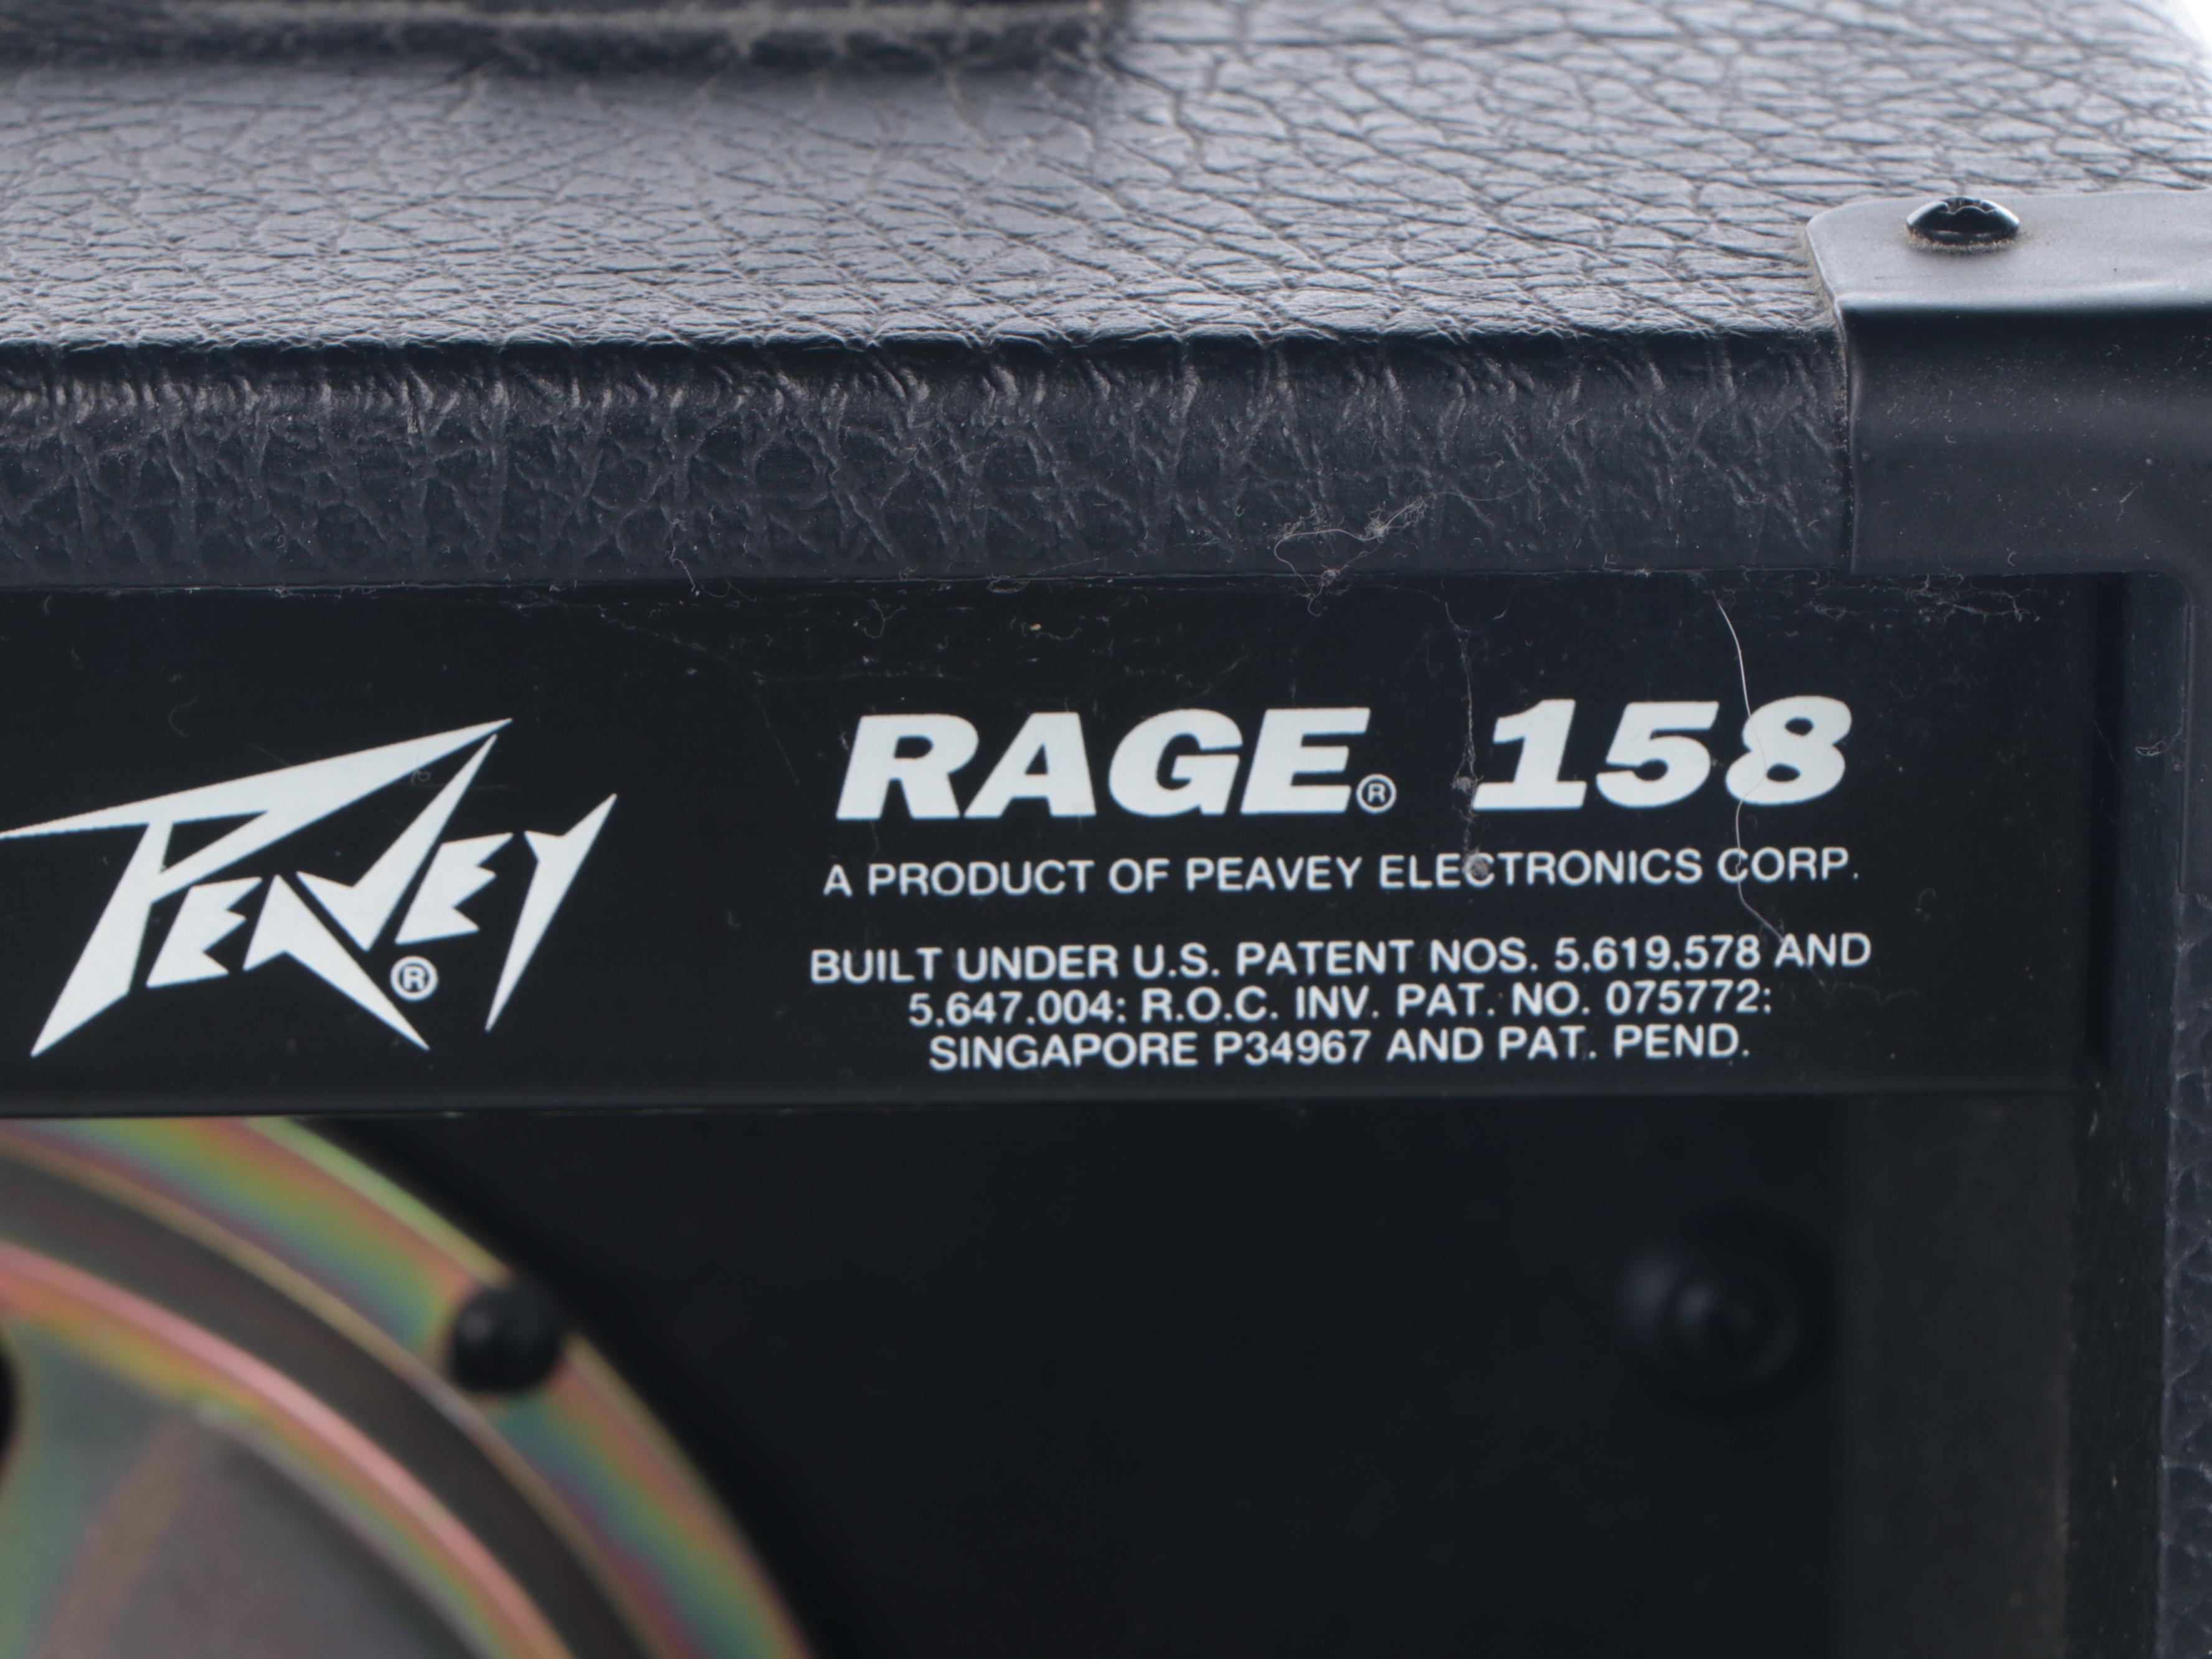 PEAVEY®
RAGE® 158
A PRODUCT OF PEAVEY ELECTRONICS CORP.
BUILT UNDER U.S. PATENT NOS. 5,619,578 AND
5,647,004; R.O.C. INV. PAT. NO. 075772;
SINGAPORE P34967 AND PAT. PEND.